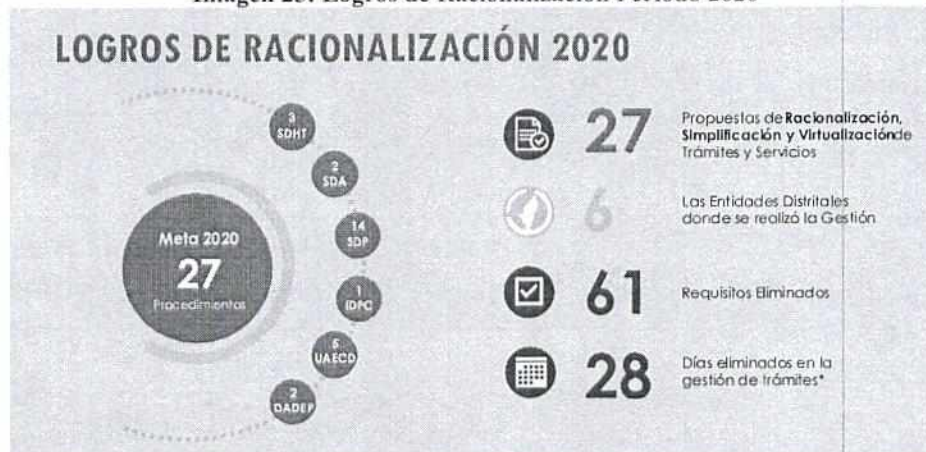 LOGROS DE RACIONALIZACIÓN 2020
Meta 2020
27
Procedimientos
3
SDHT
2
SDA
14
SDP
1
IDPC
5
UAECD
2
DADEP
27
Propuestas de Racionalización,
Simplificación y Virtualización de
Trámites y Servicios
6
Las Entidades Distritales
donde se realizó la Gestión
61
Requisitos Eliminados
28
Días eliminados en la
gestión de trámites*